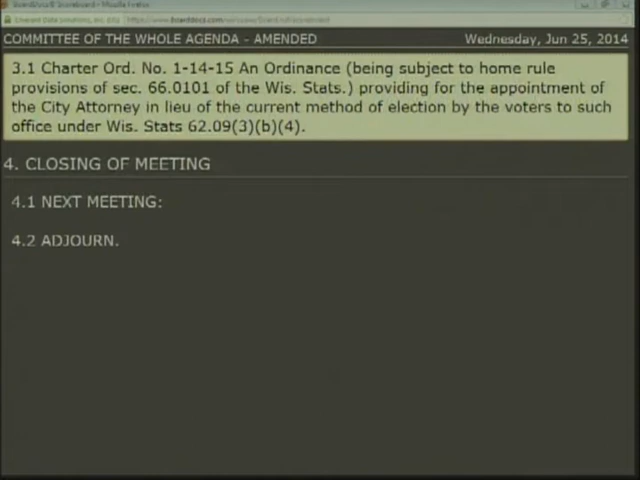 COMMITTEE OF THE WHOLE AGENDA - AMENDED Wednesday, Jun 25, 2014
3.1 Charter Ord. No. 1-14-15 An Ordinance (being subject to home rule
provisions of sec. 66.0101 of the Wis. Stats.) providing for the appointment of
the City Attorney in lieu of the current method of election by the voters to such
office under Wis. Stats 62.09(3)(b)(4).
4. CLOSING OF MEETING
4.1 NEXT MEETING:
4.2 ADJOURN.